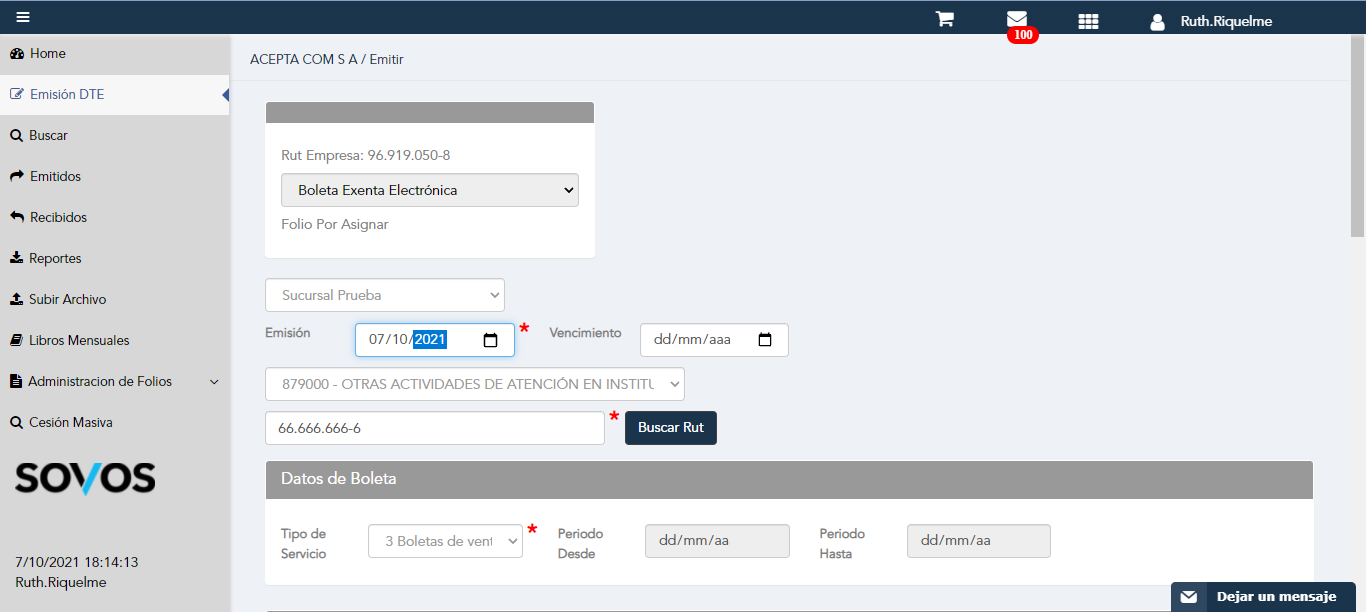 Ruth.Riquelme
100
Home
Emisión DTE
Buscar
Emitidos
Recibidos
Reportes
Subir Archivo
Libros Mensuales
Administracion de Folios
Cesión Masiva
SOVOS
7/10/2021 18:14:13
Ruth.Riquelme
ACEPTA COM S A / Emitir
Rut Empresa: 96.919.050-8
Boleta Exenta Electrónica
Folio Por Asignar
Sucursal Prueba
Emisión 07/10/2021 * Vencimiento dd/mm/aaa
879000 - OTRAS ACTIVIDADES DE ATENCIÓN EN INSTITU
66.666.666-6 * Buscar Rut
Datos de Boleta
Tipo de Servicio 3 Boletas de vent * Periodo Desde dd/mm/aa Periodo Hasta dd/mm/aa
Dejar un mensaje